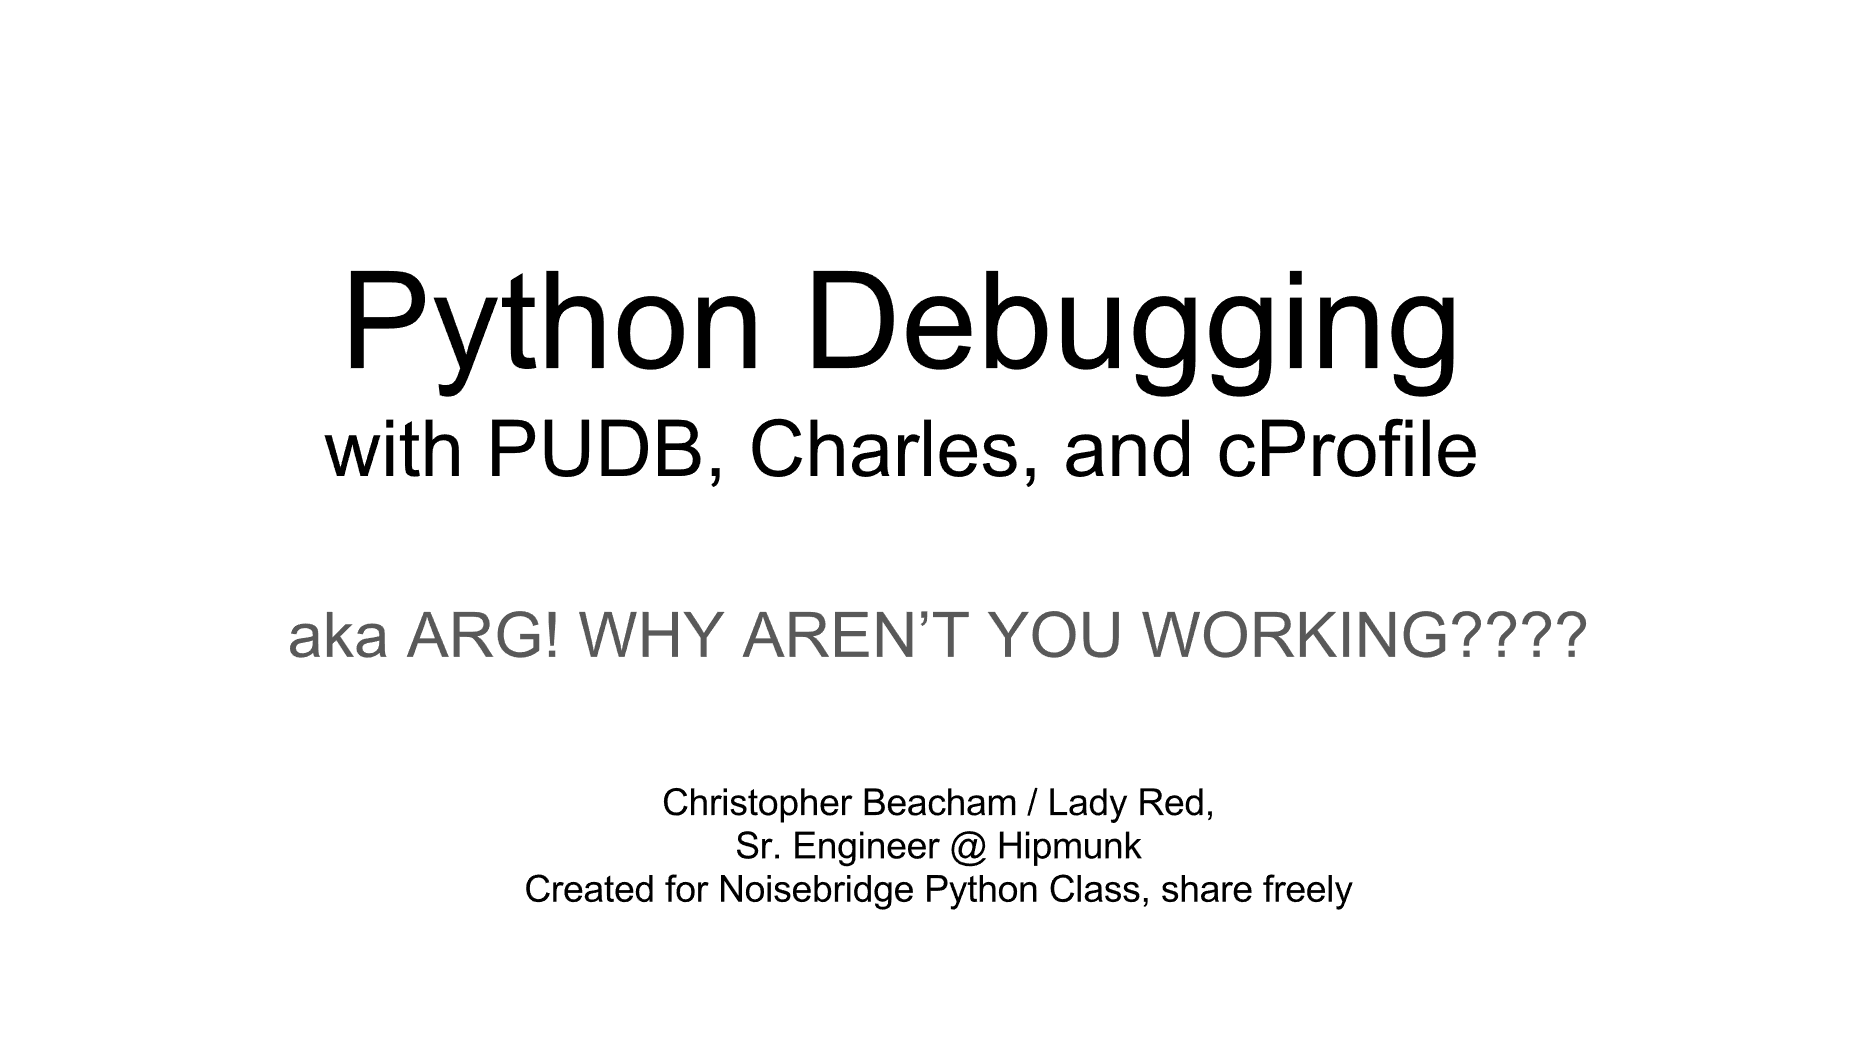 Python Debugging
with PUDB, Charles, and cProfile
aka ARG! WHY AREN’T YOU WORKING????
Christopher Beacham / Lady Red,
Sr. Engineer @ Hipmunk
Created for Noisebridge Python Class, share freely